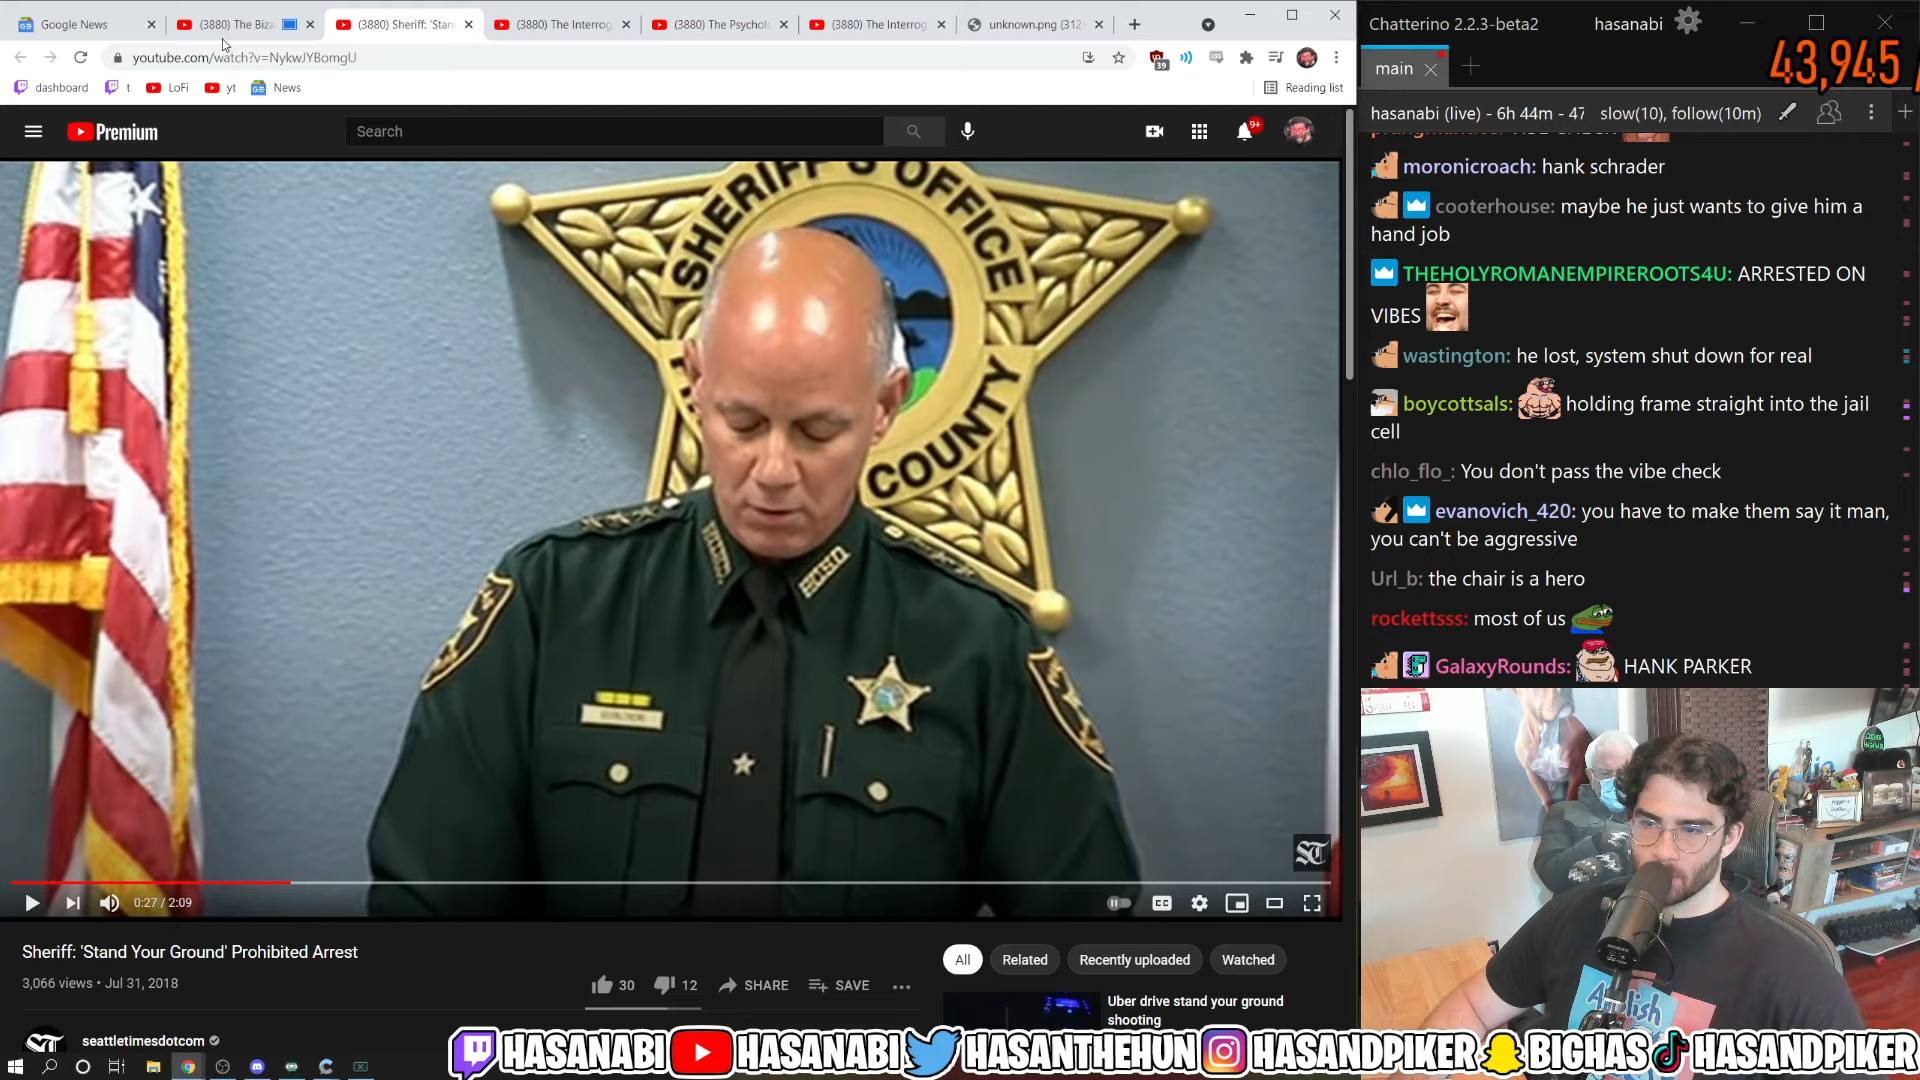 Google News
(3880) The Biza
(3880) Sheriff: 'Stan
(3880) The Interrog
(3880) The Psycholo
(3880) The Interrog
unknown.png (312×
youtube.com/watch?v=NykwJYBomgU
39
dashboard
t
LoFi
yt
News
Reading list
Premium
Search
9+
SHERIFF'S OFFICE
COUNTY
ST
0:27 / 2:09
CC
Sheriff: 'Stand Your Ground' Prohibited Arrest
3,066 views • Jul 31, 2018
30
12
SHARE
SAVE
All
Related
Recently uploaded
Watched
Uber drive stand your ground
shooting
seattletimesdotcom
Chatterino 2.2.3-beta2
hasanabi
43,945
main
hasanabi (live) - 6h 44m - 47
slow(10), follow(10m)
moronicroach: hank schrader
cooterhouse: maybe he just wants to give him a
hand job
THEHOLYROMANEMPIREROOTS4U: ARRESTED ON
VIBES
wastington: he lost, system shut down for real
boycottsals: holding frame straight into the jail
cell
chlo_flo_: You don't pass the vibe check
evanovich_420: you have to make them say it man,
you can't be aggressive
Url_b: the chair is a hero
rockettsss: most of us
GalaxyRounds: HANK PARKER
HASANABI
HASANABI
HASANTHEHUN
HASANDPIKER
BIGHAS
HASANDPIKER